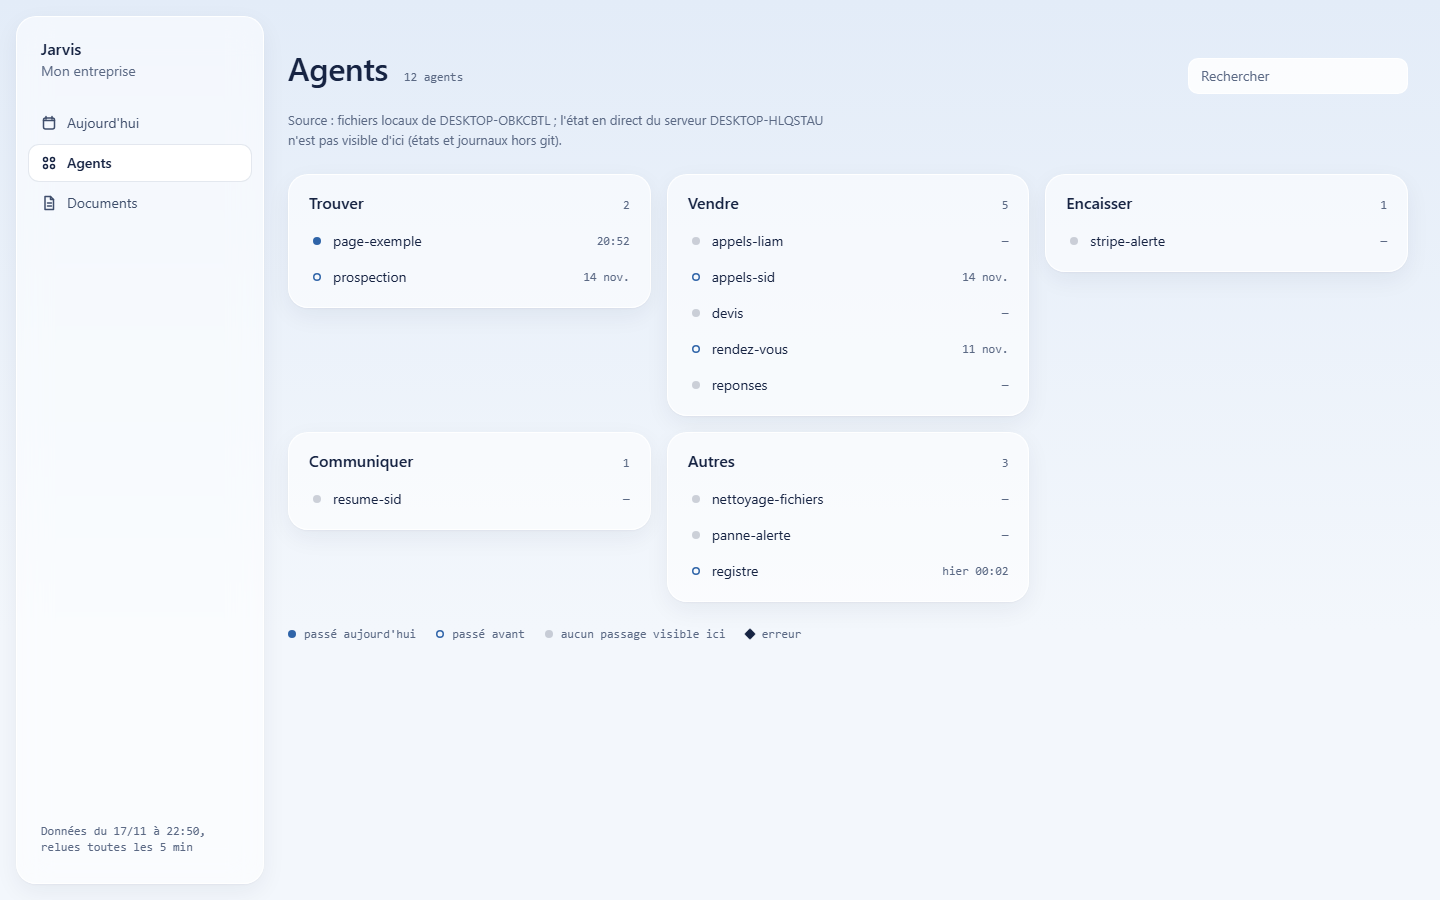 Jarvis
Mon entreprise
Aujourd'hui
Agents
Documents
Données du 17/11 à 22:50,
relues toutes les 5 min
Agents 12 agents
Rechercher
Source : fichiers locaux de DESKTOP-OBKCBTL ; l'état en direct du serveur DESKTOP-HLQSTAU
n'est pas visible d'ici (états et journaux hors git).
Trouver 2
page-exemple 20:52
prospection 14 nov.
Vendre 5
appels-liam —
appels-sid 14 nov.
devis —
rendez-vous 11 nov.
reponses —
Encaisser 1
stripe-alerte —
Communiquer 1
resume-sid —
Autres 3
nettoyage-fichiers —
panne-alerte —
registre hier 00:02
passé aujourd'hui passé avant aucun passage visible ici erreur